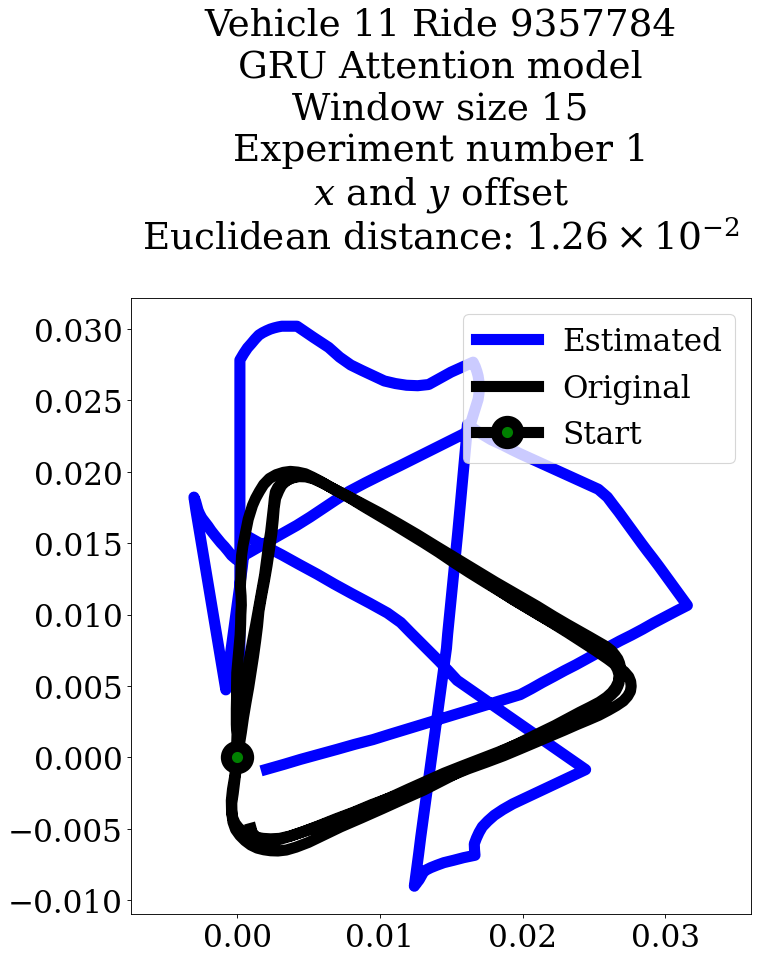 Vehicle 11 Ride 9357784
GRU Attention model
Window size 15
Experiment number 1
x and y offset
Euclidean distance: 1.26 × 10⁻²
Estimated
Original
Start
0.030
0.025
0.020
0.015
0.010
0.005
0.000
−0.005
−0.010
0.00 0.01 0.02 0.03